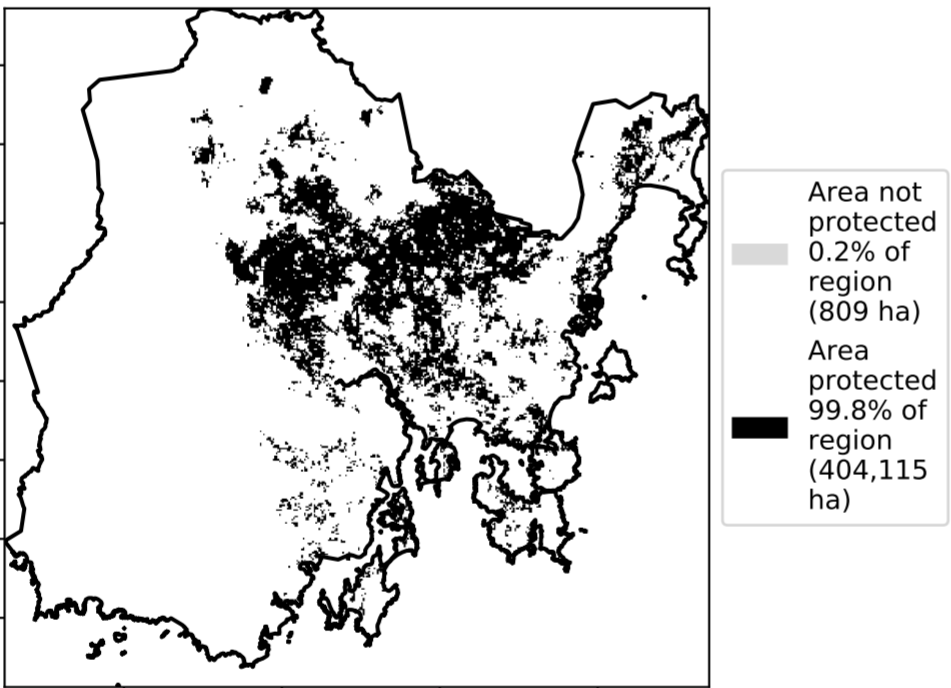 Area not
protected
0.2% of
region
(809 ha)
Area
protected
99.8% of
region
(404,115
ha)